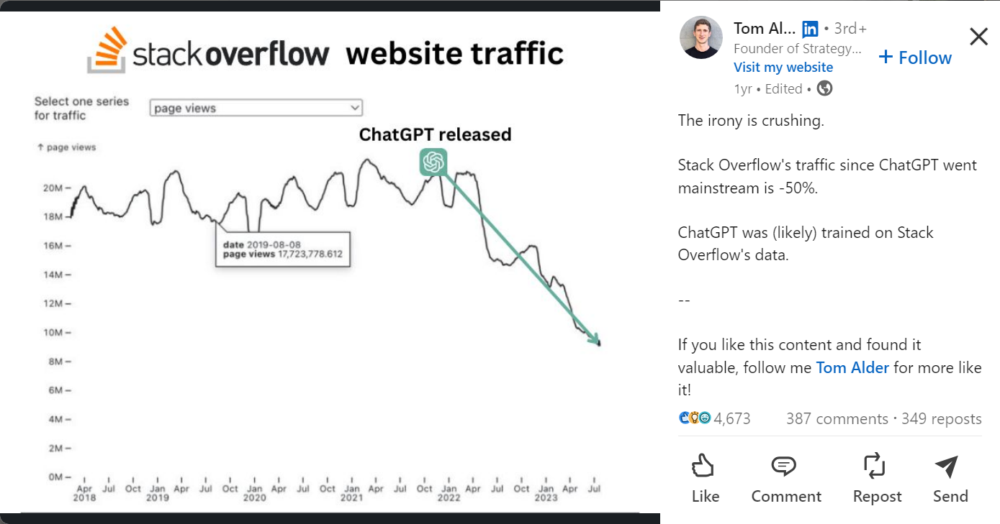 stackoverflow website traffic
Select one series
for traffic
page views
ChatGPT released
↑ page views
20M
18M
16M
14M
12M
10M
8M
6M
4M
2M
0M
date 2019-08-08
page views 17,723,778.612
Apr Jul Oct Jan Apr Jul Oct Jan Apr Jul Oct Jan Apr Jul Oct Jan Apr Jul Oct Jan Apr Jul
2018 2019 2020 2021 2022 2023
Tom Al... in • 3rd+
Founder of Strategy...
+ Follow
Visit my website
1yr • Edited •
The irony is crushing.
Stack Overflow's traffic since ChatGPT went
mainstream is -50%.
ChatGPT was (likely) trained on Stack
Overflow's data.
--
If you like this content and found it
valuable, follow me Tom Alder for more like
it!
4,673 387 comments · 349 reposts
Like Comment Repost Send